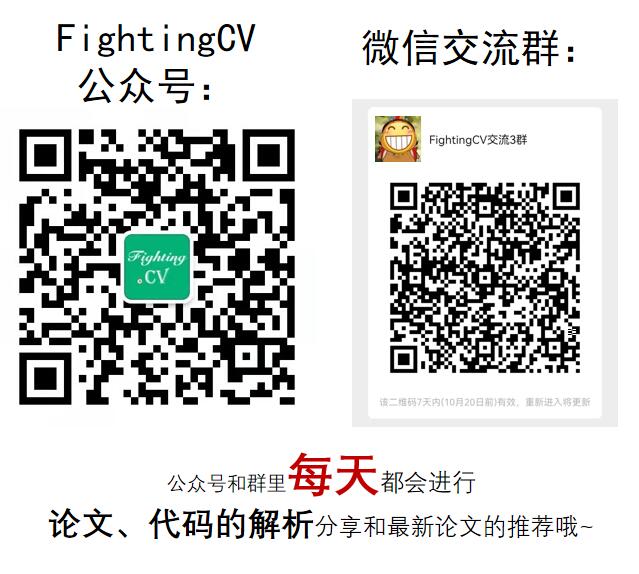 FightingCV
公众号：
微信交流群：
Fighting
CV
FightingCV交流3群
该二维码7天内(10月20日前)有效，重新进入将更新
公众号和群里每天都会进行
论文、代码的解析分享和最新论文的推荐哦~